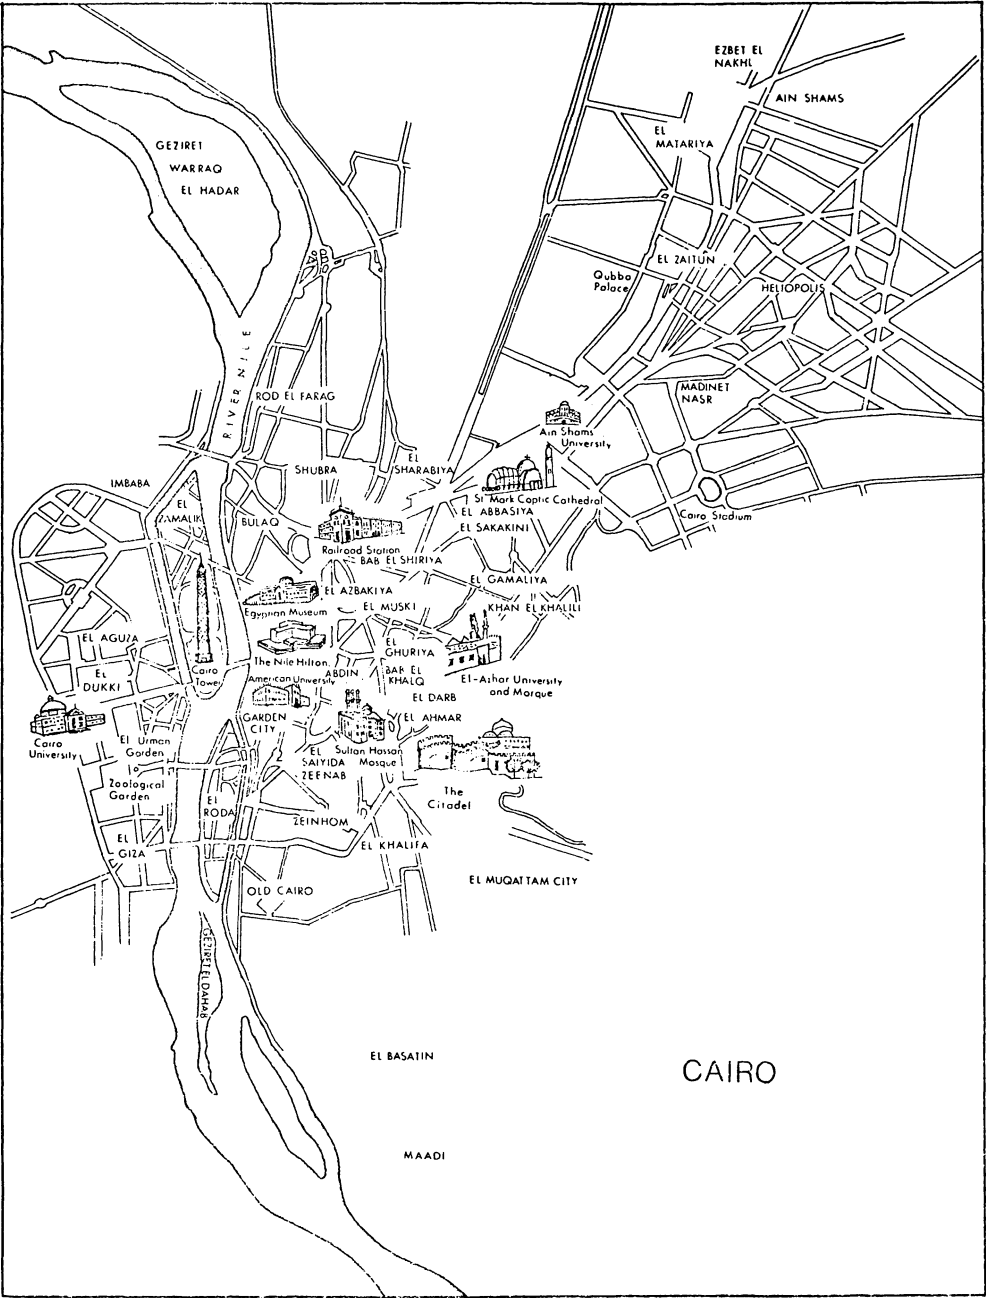 EZBET EL
NAKHL
AIN SHAMS
EL
MATARIYA
GEZIRET
WARRAQ
EL HADAR
EL ZAITUN
Qubba
Palace
HELIOPOLIS
RIVER NILE
ROD EL FARAG
MADINET
NASR
Ain Shams
University
SHUBRA
EL
SHARABIYA
IMBABA
St Mark Coptic Cathedral
EL
ZAMALIK
BULAQ
EL ABBASIYA
Cairo Stadium
EL SAKAKINI
Railroad Station
BAB EL SHIRIYA
EL GAMALIYA
EL AZBAKIYA
Egyptian Museum
EL MUSKI
KHAN EL KHALILI
EL AGUZA
EL
GHURIYA
The Nile Hilton
EL
DUKKI
Cairo
Tower
ABDIN
BAB EL
KHALQ
American University
El-Azhar University
and Mosque
EL DARB
GARDEN
CITY
EL AHMAR
Cairo
University
El Urman
Garden
EL
SAIYIDA
ZEENAB
Sultan Hassan
Mosque
Zoological
Garden
The
Citadel
EL
RODA
ZEINHOM
EL
GIZA
EL KHALIFA
EL MUQATTAM CITY
OLD CAIRO
GEZIRET EL DAHAB
EL BASATIN
CAIRO
MAADI